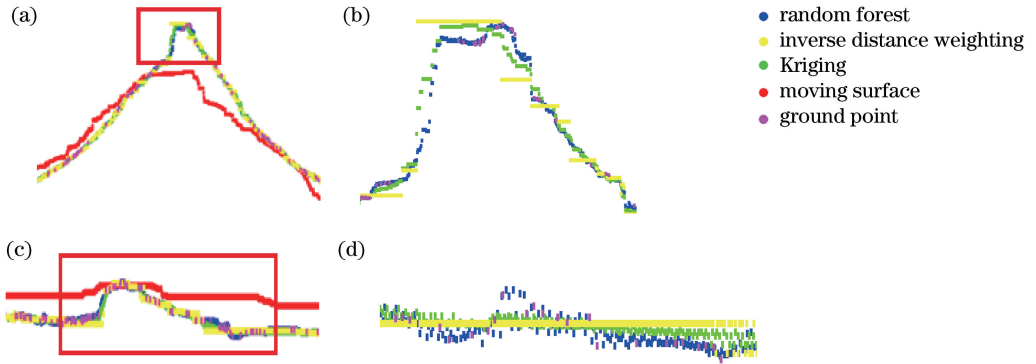 (a)
(b)
random forest
inverse distance weighting
Kriging
moving surface
ground point
(c)
(d)